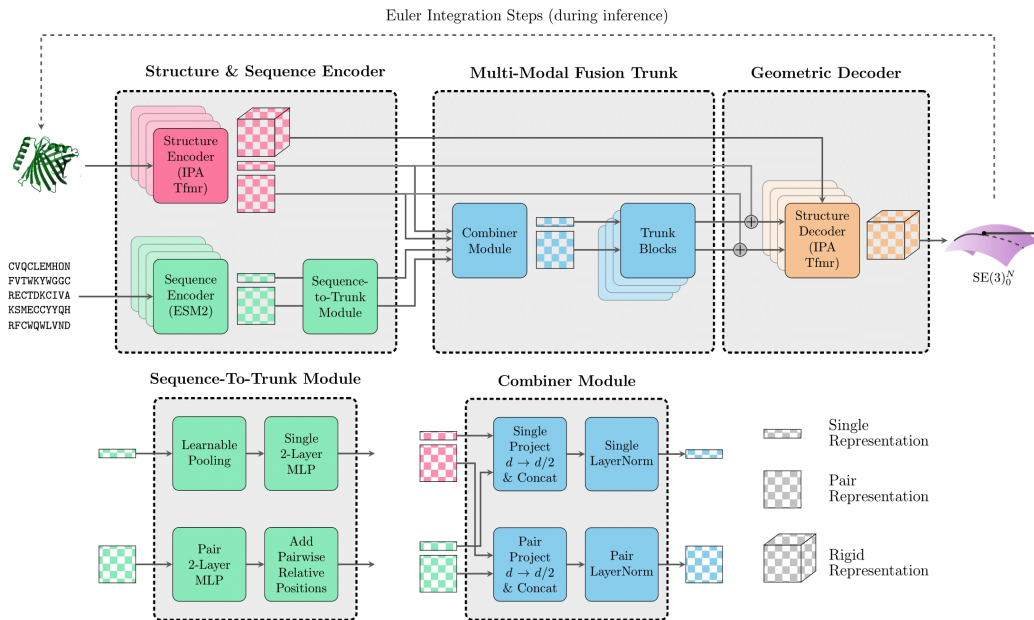 Euler Integration Steps (during inference)
Structure & Sequence Encoder
Multi-Modal Fusion Trunk
Geometric Decoder
Structure
Encoder
(IPA
Tfmr)
CVQCLEMHON
FVTWKYWGGC
RECTDKCIVA
KSMECCYYQH
RFCWQWLVND
Sequence
Encoder
(ESM2)
Sequence-
to-Trunk
Module
Combiner
Module
Trunk
Blocks
Structure
Decoder
(IPA
Tfmr)
SE(3)₀ᴺ
Sequence-To-Trunk Module
Learnable
Pooling
Single
2-Layer
MLP
Pair
2-Layer
MLP
Add
Pairwise
Relative
Positions
Combiner Module
Single
Project
d → d/2
& Concat
Single
LayerNorm
Pair
Project
d → d/2
& Concat
Pair
LayerNorm
Single
Representation
Pair
Representation
Rigid
Representation